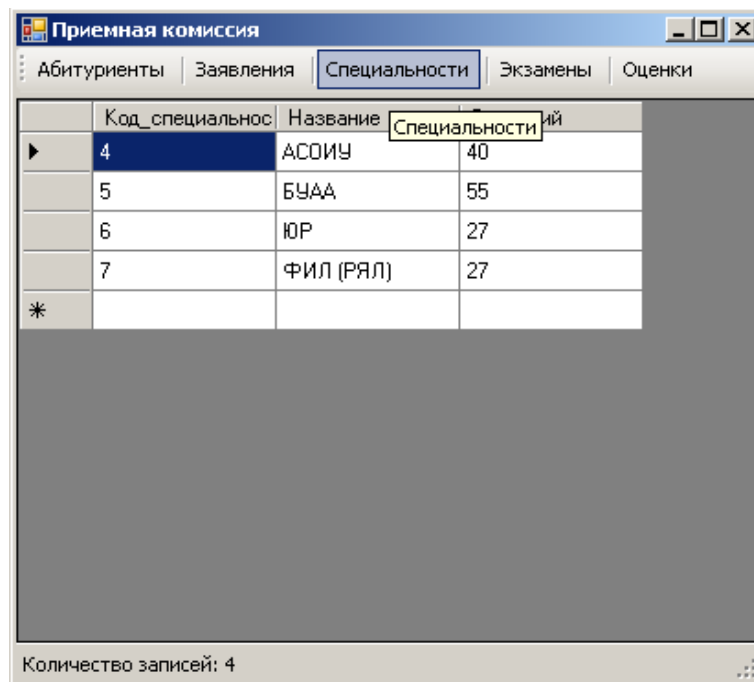 Приемная комиссия
Абитуриенты Заявления Специальности Экзамены Оценки
Код_специальнос Название
Специальности
4 АСОИУ 40
5 БУАА 55
6 ЮР 27
7 ФИЛ (РЯЛ) 27
Количество записей: 4